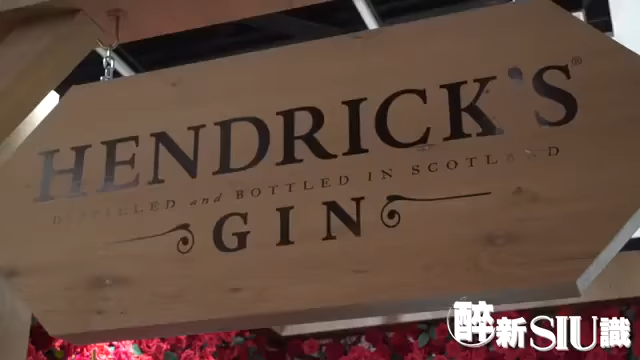 HENDRICK'S®
DISTILLED and BOTTLED IN SCOTLAND
GIN
醉新SIU識